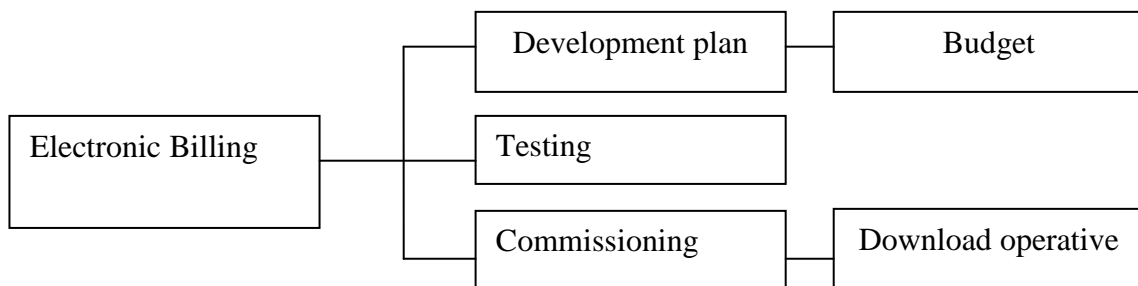 Development plan
Budget
Electronic Billing
Testing
Commissioning
Download operative